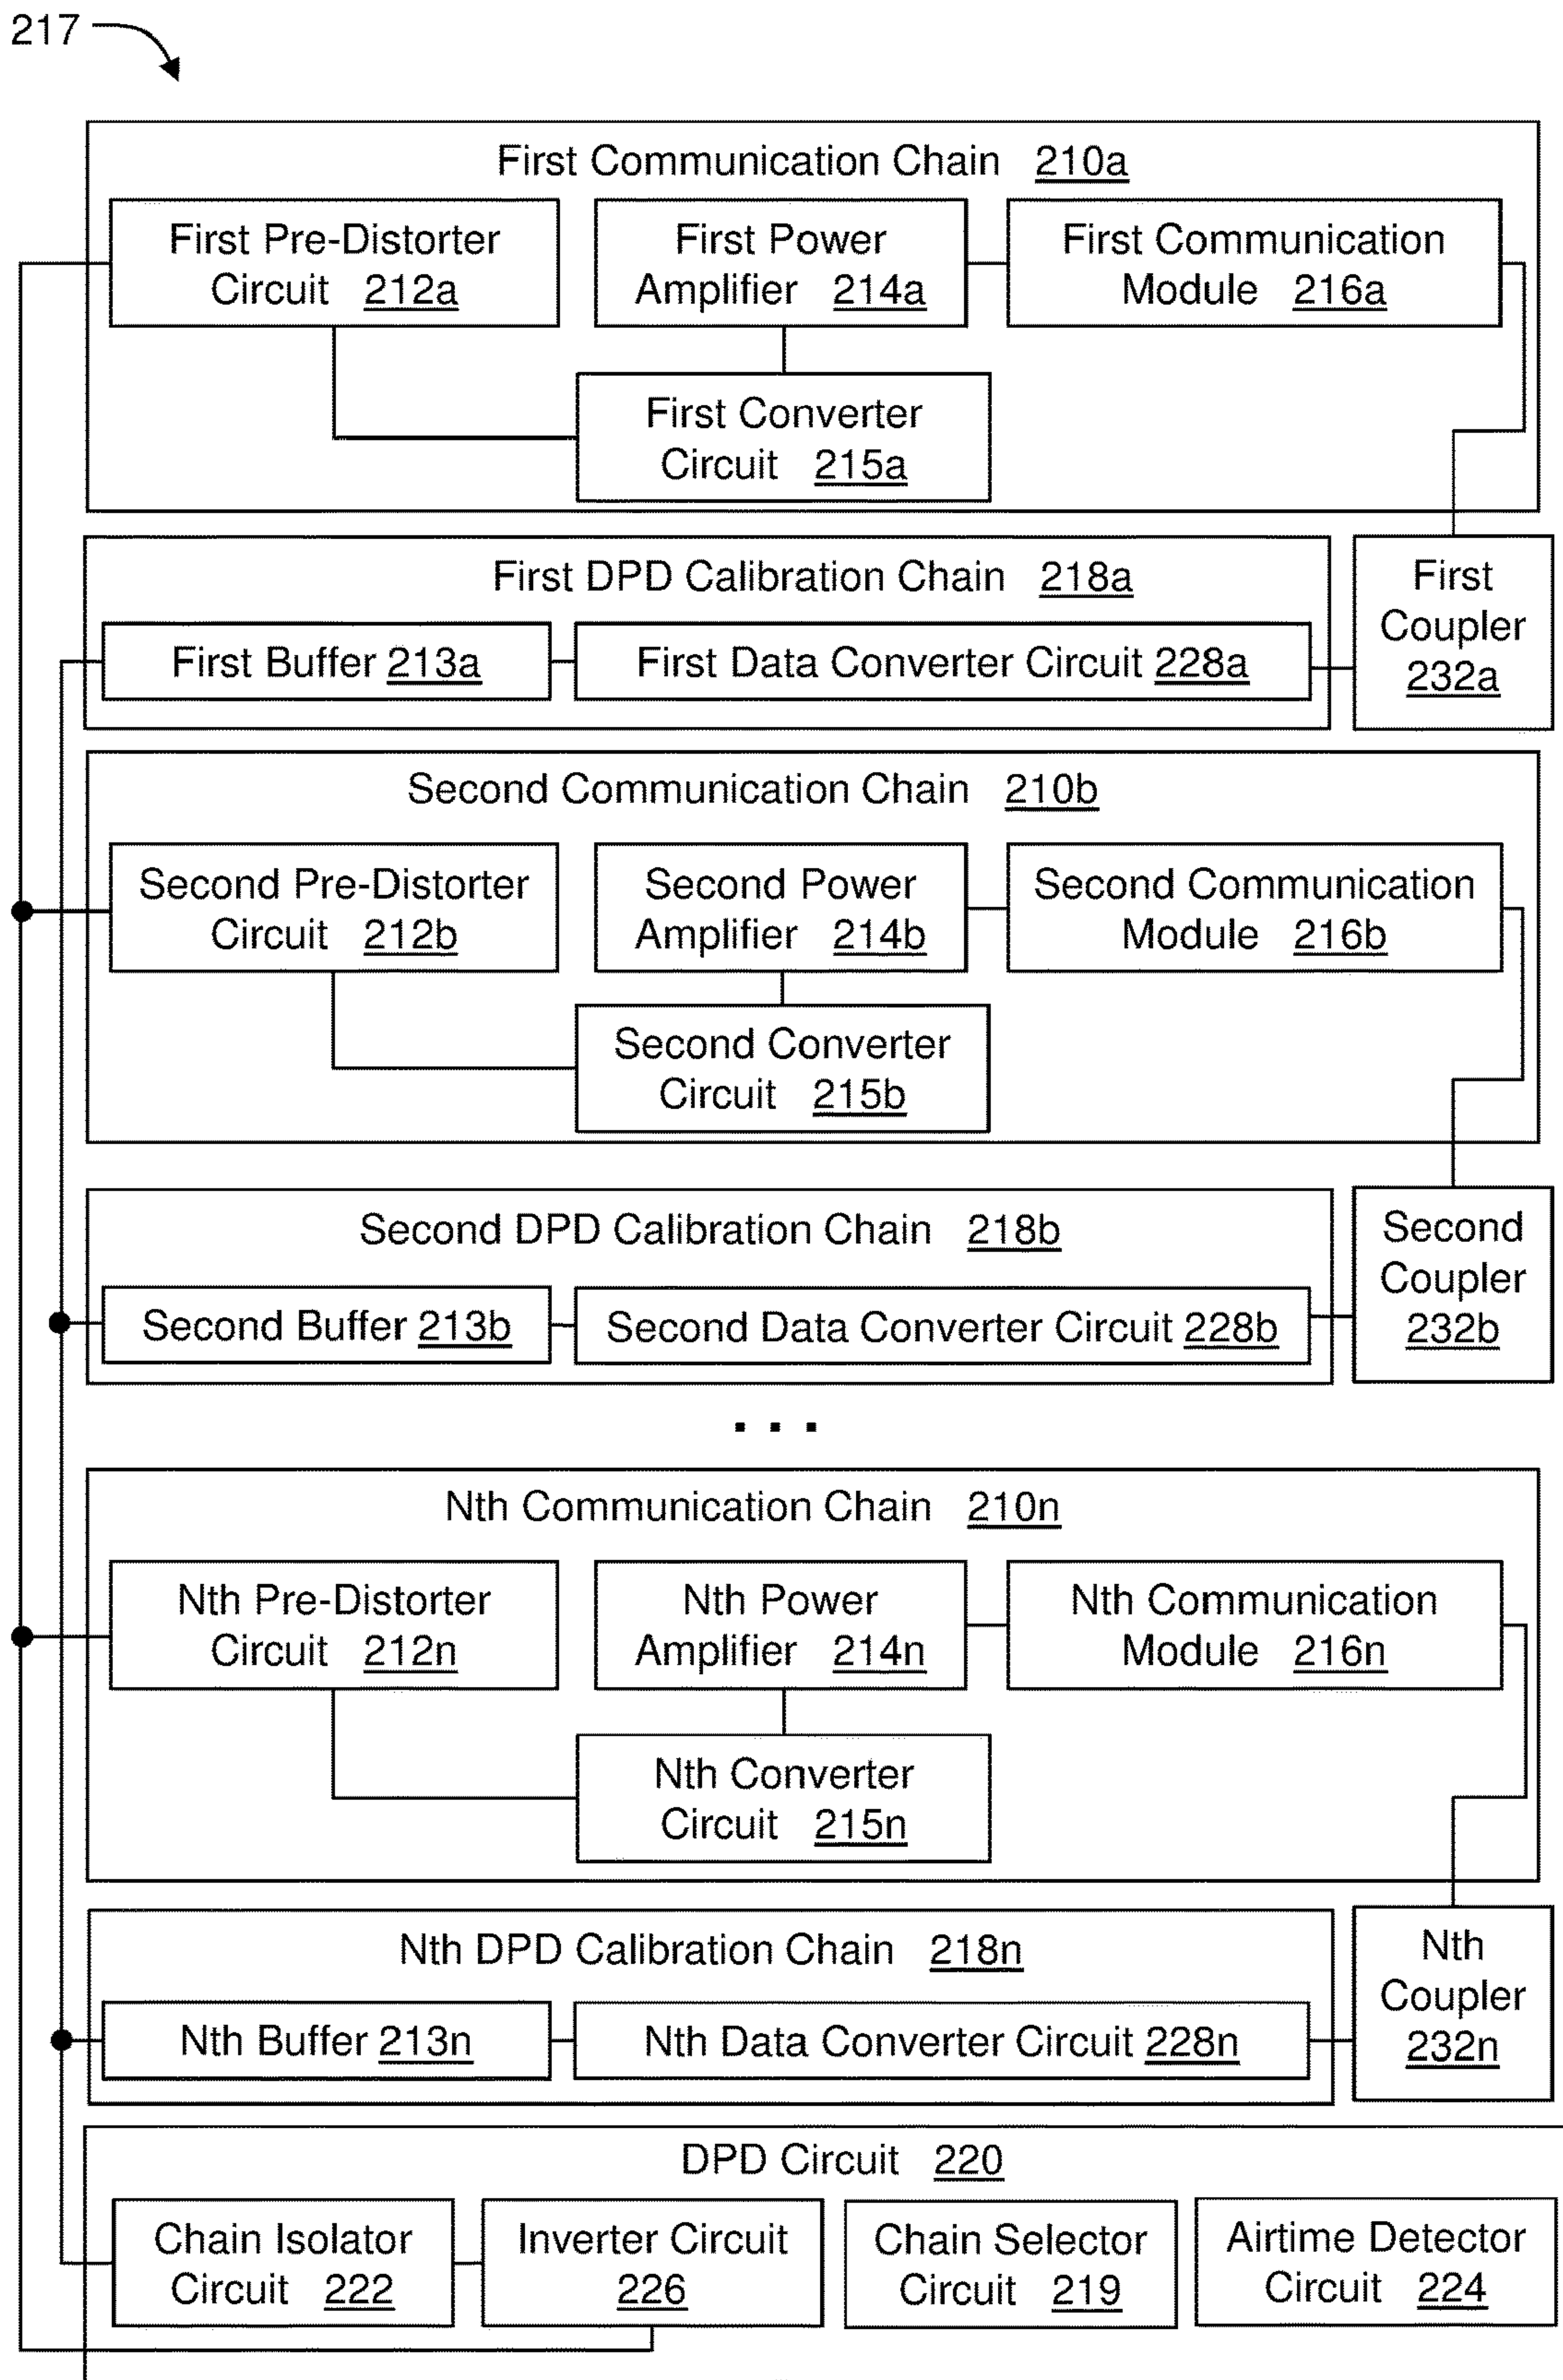 217
First Communication Chain 210a
First Pre-Distorter
Circuit 212a
First Power
Amplifier 214a
First Communication
Module 216a
First Converter
Circuit 215a
First DPD Calibration Chain 218a
First Buffer 213a
First Data Converter Circuit 228a
First
Coupler
232a
Second Communication Chain 210b
Second Pre-Distorter
Circuit 212b
Second Power
Amplifier 214b
Second Communication
Module 216b
Second Converter
Circuit 215b
Second DPD Calibration Chain 218b
Second Buffer 213b
Second Data Converter Circuit 228b
Second
Coupler
232b
. . .
Nth Communication Chain 210n
Nth Pre-Distorter
Circuit 212n
Nth Power
Amplifier 214n
Nth Communication
Module 216n
Nth Converter
Circuit 215n
Nth DPD Calibration Chain 218n
Nth Buffer 213n
Nth Data Converter Circuit 228n
Nth
Coupler
232n
DPD Circuit 220
Chain Isolator
Circuit 222
Inverter Circuit
226
Chain Selector
Circuit 219
Airtime Detector
Circuit 224